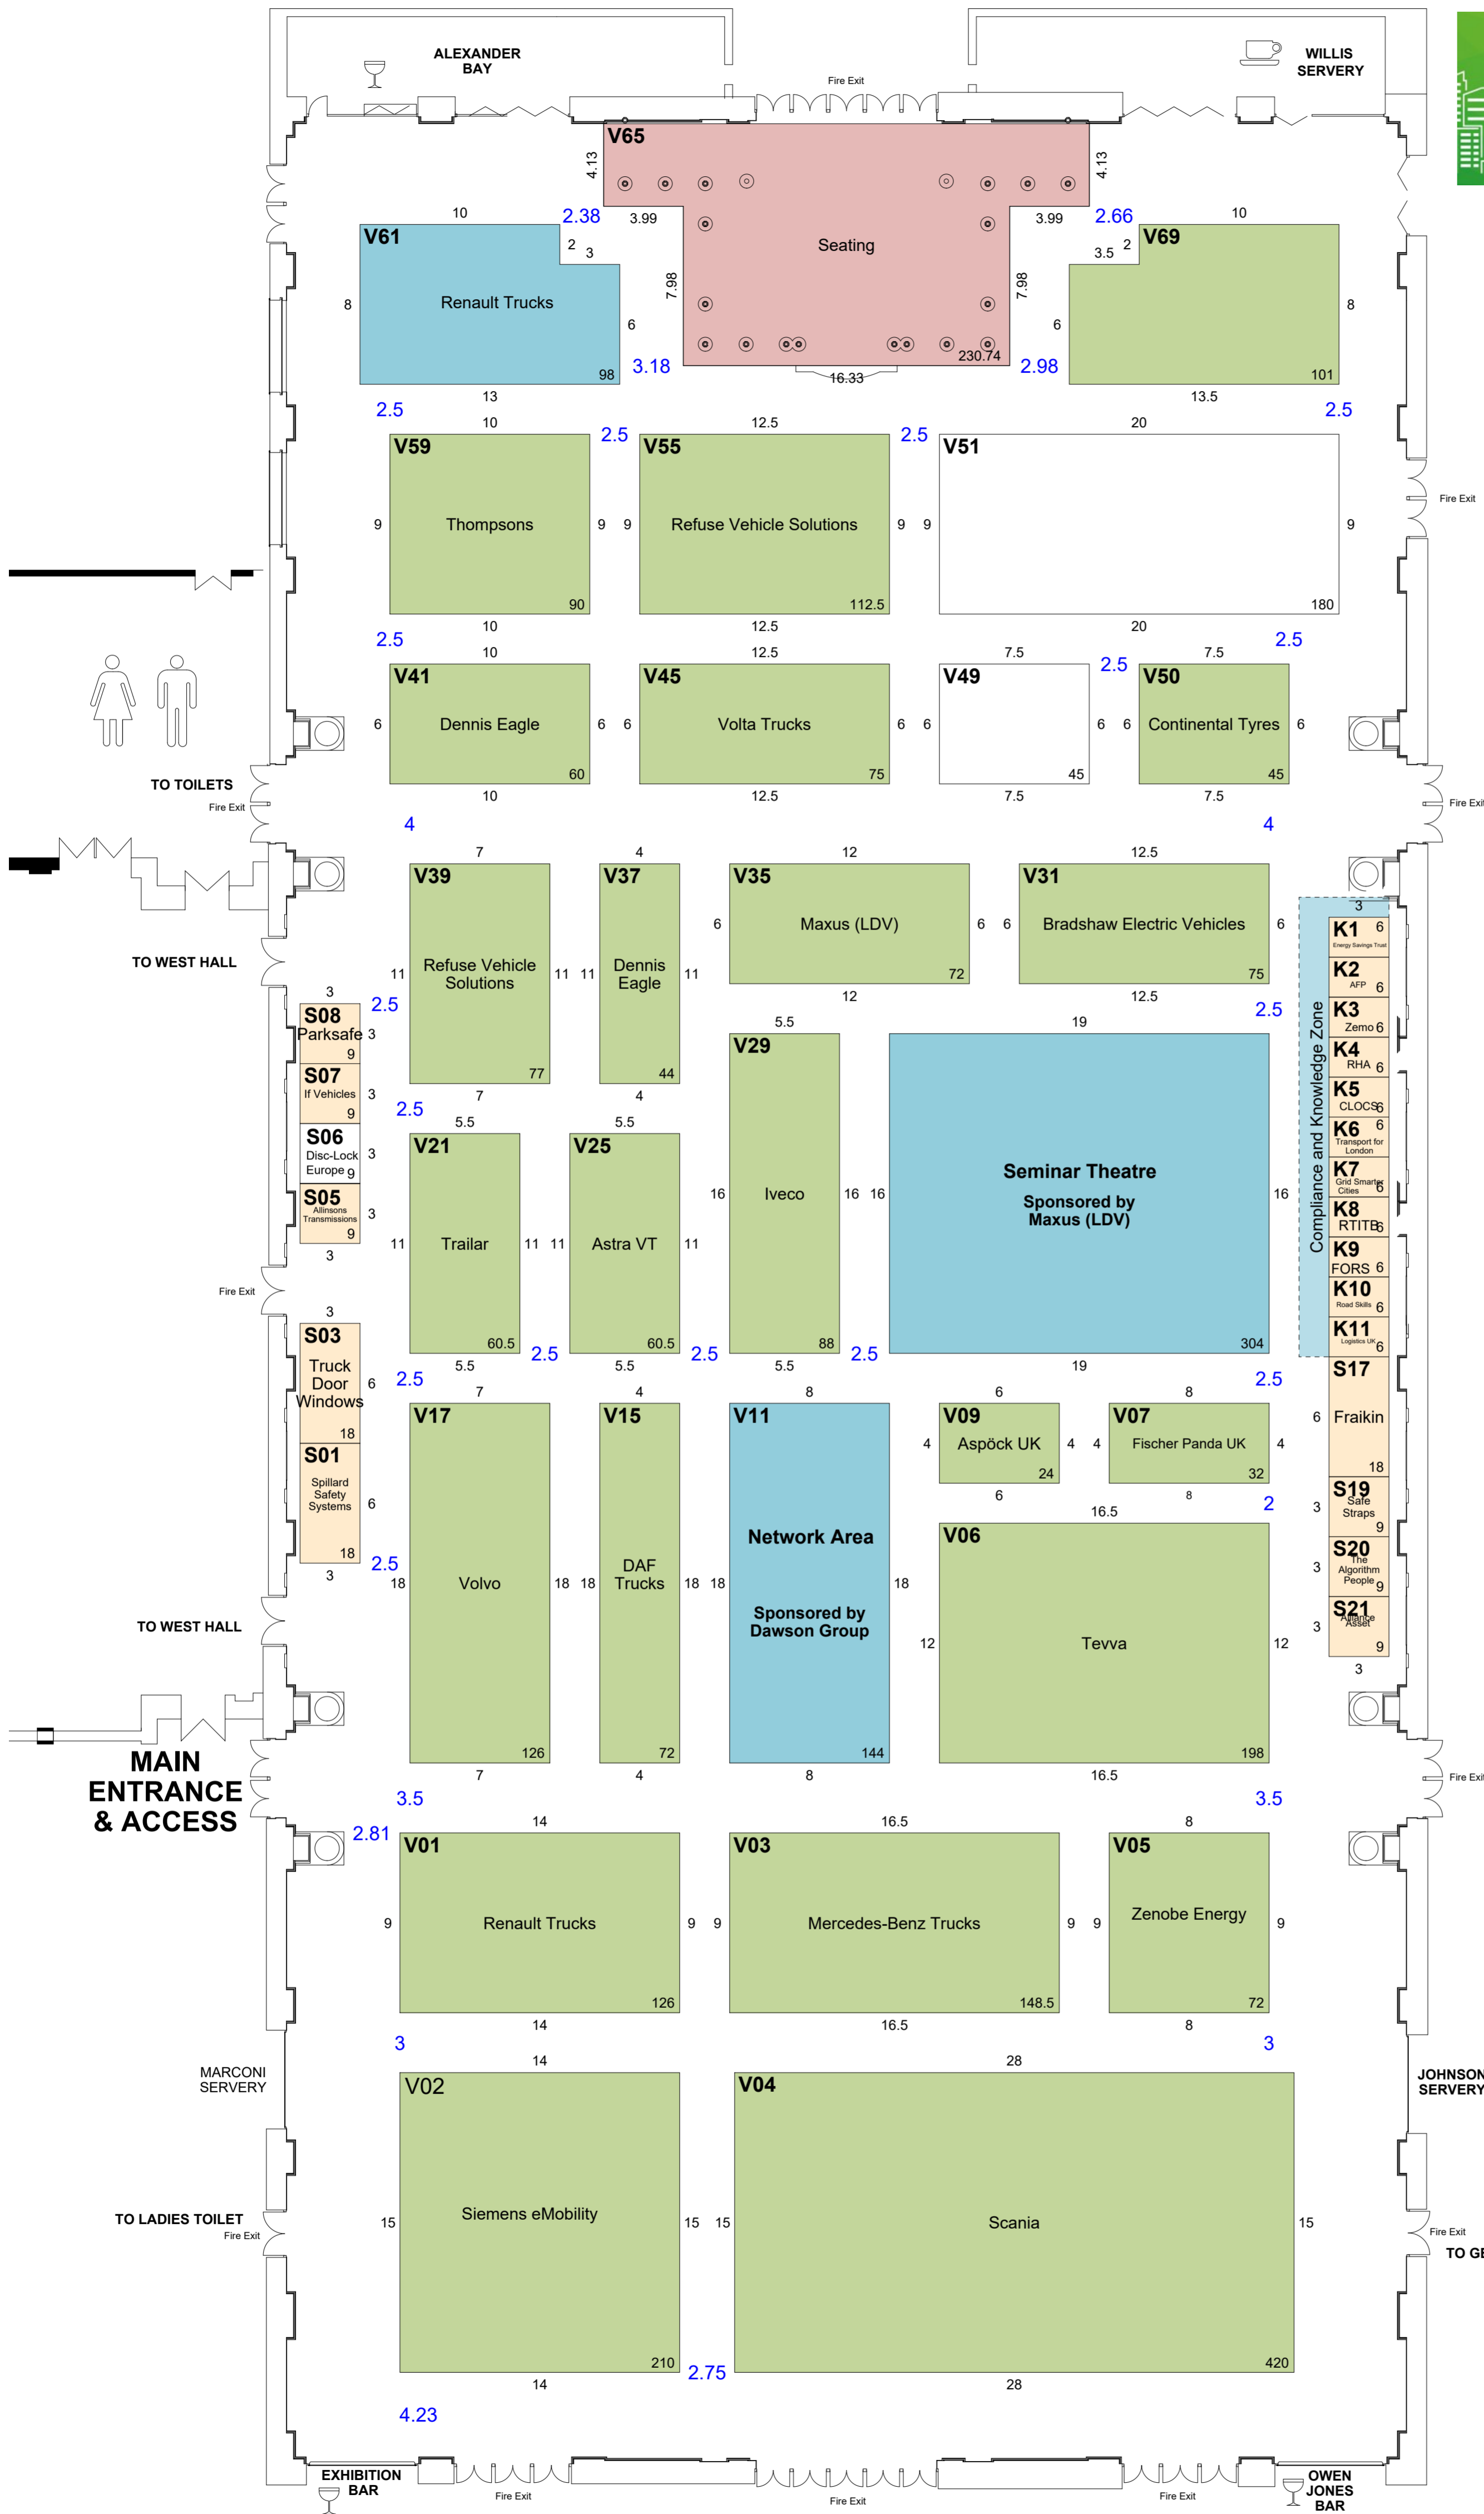 ALEXANDER
BAY
WILLIS
SERVERY
Fire Exit
V65
4.13
4.13
3.99
3.99
Seating
7.98
7.98
230.74
16.33
10
2.38
V61
2
3
8
Renault Trucks
6
98
3.18
13
2.5
2.66
10
V69
3.5
2
6
8
101
2.98
13.5
2.5
10
2.5
12.5
2.5
20
V59
V55
V51
9
Thompsons
9
9
Refuse Vehicle Solutions
9
9
9
90
112.5
180
10
12.5
20
2.5
2.5
10
12.5
7.5
2.5
7.5
V41
V45
V49
V50
6
Dennis Eagle
6
6
Volta Trucks
6
6
6
6
Continental Tyres
6
60
75
45
45
10
12.5
7.5
7.5
Fire Exit
TO TOILETS
Fire Exit
Fire Exit
4
4
7
4
12
12.5
V39
V37
V35
V31
6
Maxus (LDV)
6
6
Bradshaw Electric Vehicles
6
72
75
12
12.5
11
Refuse Vehicle
Solutions
11
11
Dennis
Eagle
11
77
44
7
4
TO WEST HALL
2.5
2.5
2.5
3
S08
Parksafe
3
9
S07
If Vehicles
3
9
S06
Disc-Lock
Europe
3
9
S05
Allinsons
Transmissions
3
9
3
Fire Exit
5.5
5.5
5.5
19
V21
V25
V29
11
Trailar
11
11
Astra VT
11
16
Iveco
16
16
Seminar Theatre
Sponsored by
Maxus (LDV)
16
60.5
60.5
88
304
5.5
2.5
5.5
2.5
5.5
2.5
19
2.5
Compliance and Knowledge Zone
3
K1
6
Energy Savings Trust
K2
AFP
6
K3
Zemo
6
K4
RHA
6
K5
CLOCS
6
K6
6
Transport for
London
K7
Grid Smarter
Cities
6
K8
RTITB
6
K9
FORS
6
K10
Road Skills
6
K11
Logistics UK
6
S17
6
Fraikin
18
S19
Safe
Straps
3
9
S20
The
Algorithm
People
3
9
S21
Alliance
Asset
3
9
3
3
S03
Truck
Door
Windows
6
18
S01
Spillard
Safety
Systems
6
18
3
2.5
2.5
TO WEST HALL
7
4
8
6
8
V17
V15
V11
V09
V07
4
Aspöck UK
4
4
Fischer Panda UK
4
24
32
6
8
2
16.5
V06
18
Volvo
18
18
DAF
Trucks
18
18
Network Area
Sponsored by
Dawson Group
18
12
Tevva
12
126
72
144
198
7
4
8
16.5
MAIN
ENTRANCE
& ACCESS
Fire Exit
3.5
3.5
2.81
14
16.5
8
V01
V03
V05
9
Renault Trucks
9
9
Mercedes-Benz Trucks
9
9
Zenobe Energy
9
126
148.5
72
14
16.5
8
3
3
MARCONI
SERVERY
JOHNSON
SERVERY
14
28
V02
V04
15
Siemens eMobility
15
15
Scania
15
210
420
14
2.75
28
TO LADIES TOILET
Fire Exit
Fire Exit
4.23
EXHIBITION
BAR
Fire Exit
Fire Exit
Fire Exit
OWEN
JONES
BAR